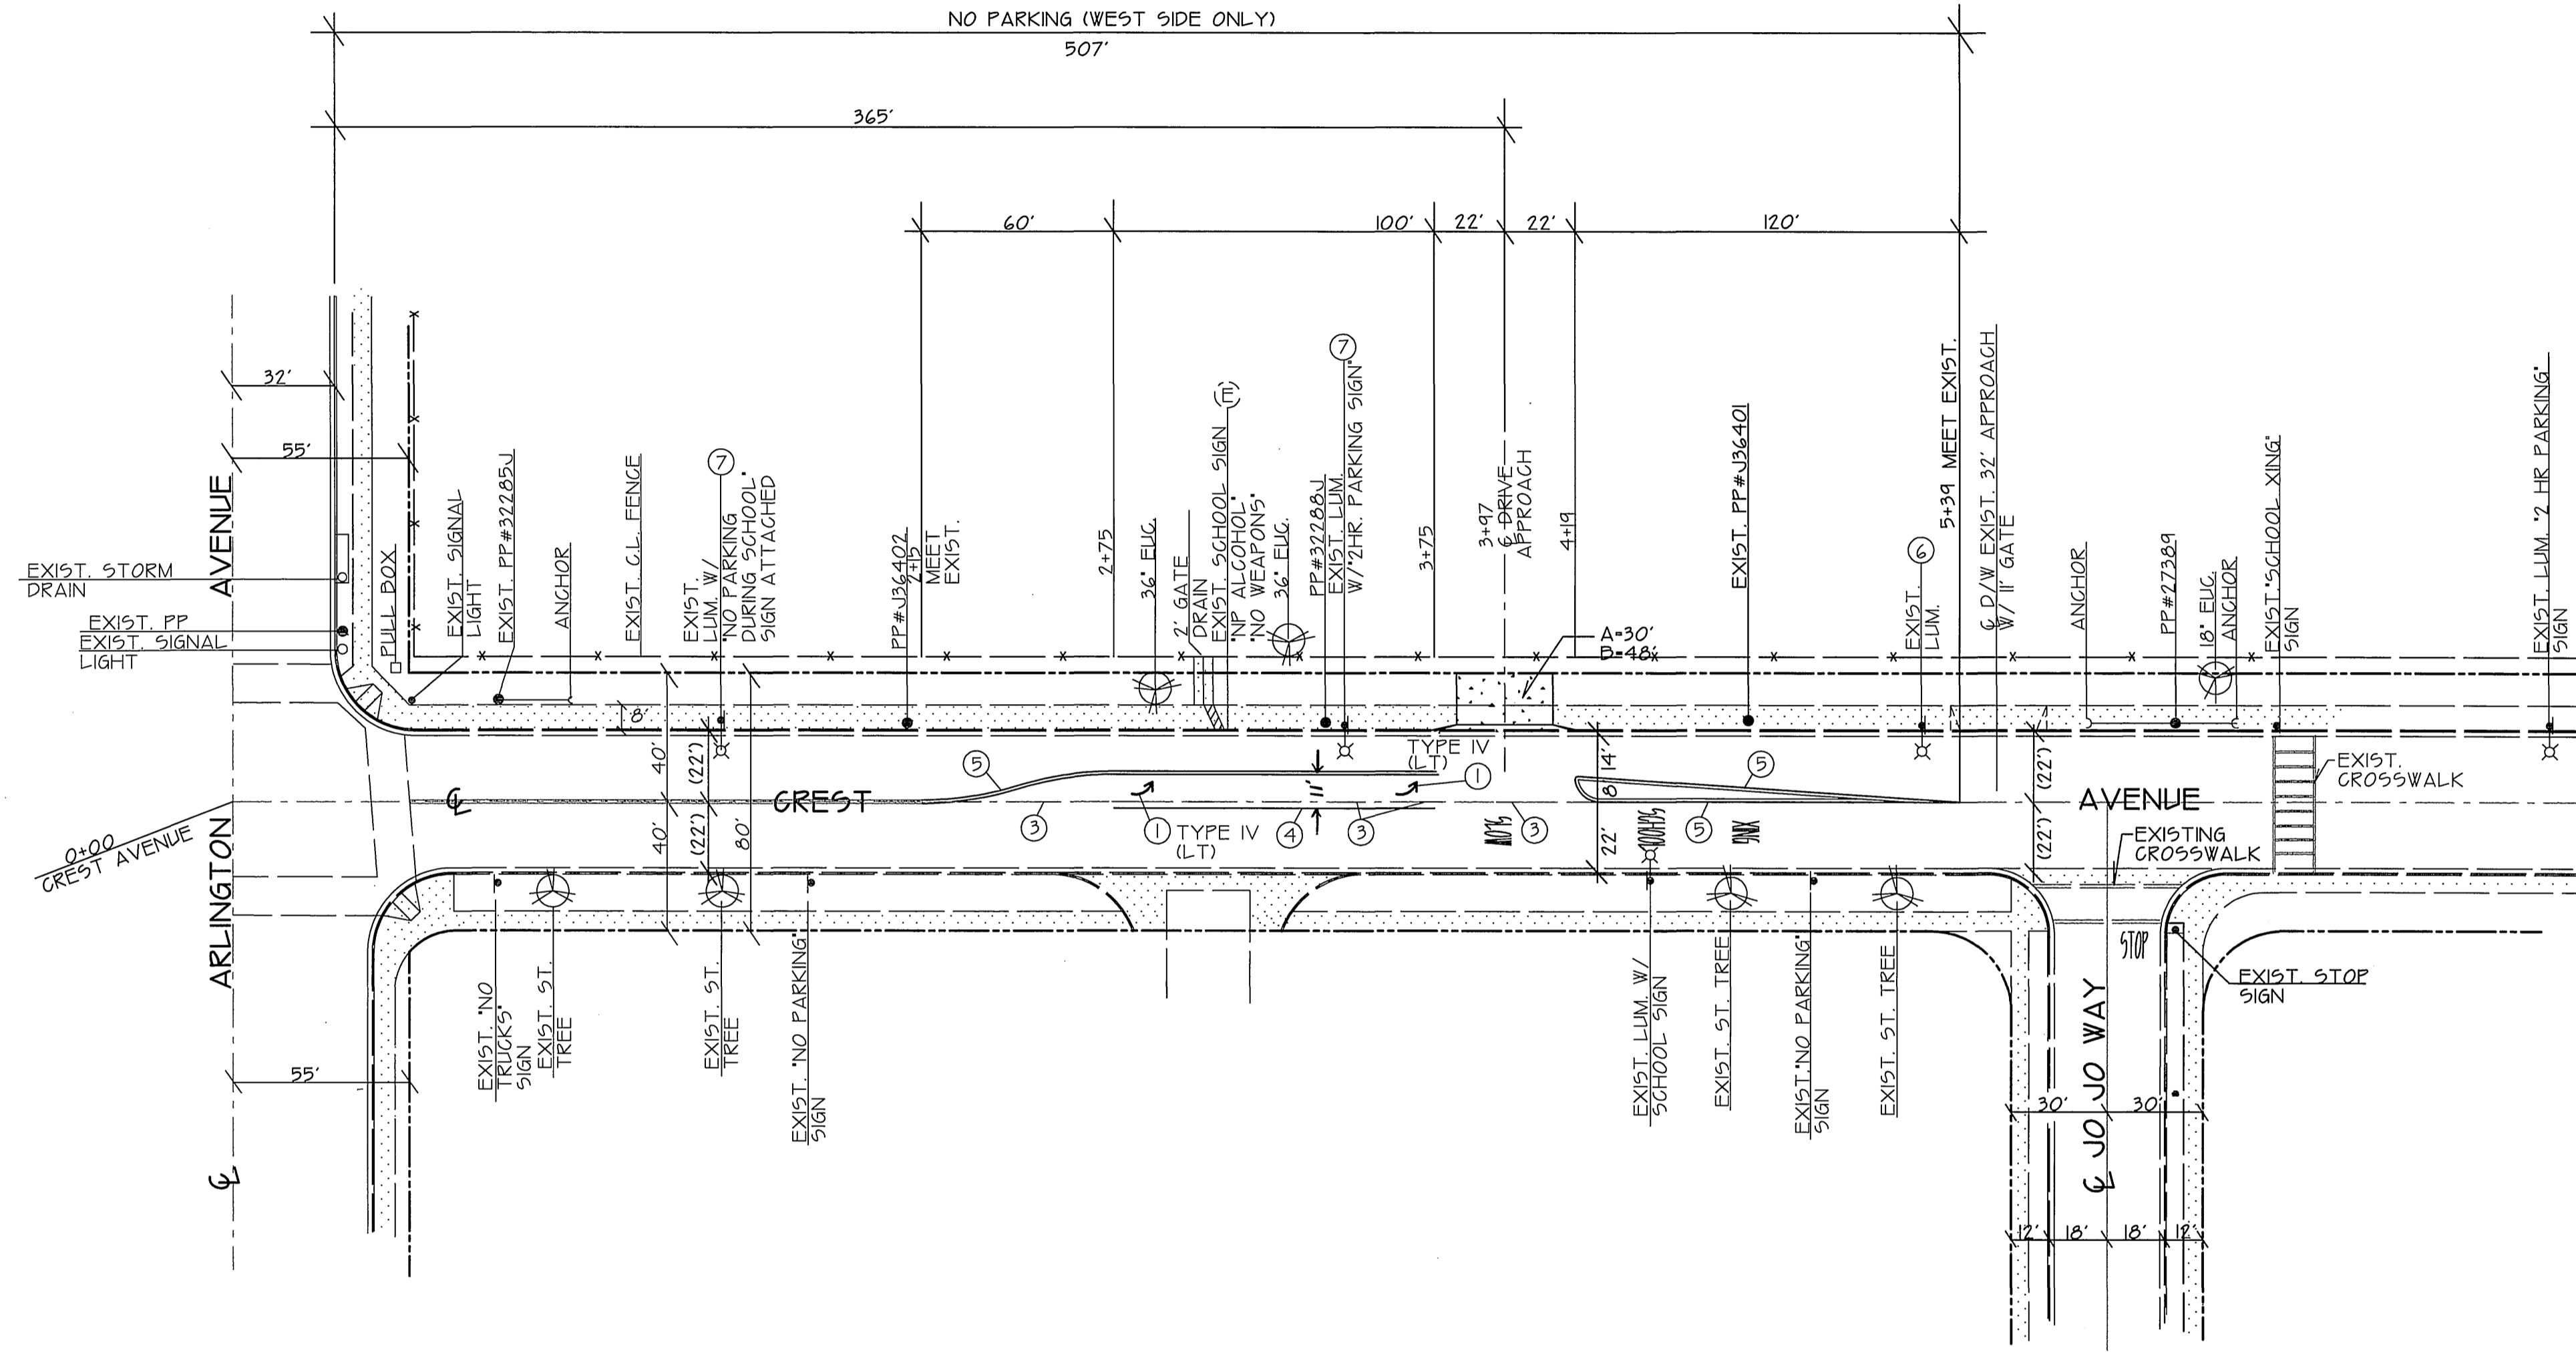 NO PARKING (WEST SIDE ONLY)
507'
365'
60'
100'
22'
22'
120'
32'
55'
AVENUE
ARLINGTON
EXIST. STORM
DRAIN
EXIST. PP
EXIST. SIGNAL
LIGHT
PULL BOX
EXIST. SIGNAL
LIGHT
EXIST. PP#32285J
ANCHOR
EXIST. C.L. FENCE
7
EXIST.
LUM. W/
"NO PARKING
DURING SCHOOL"
SIGN ATTACHED
PP#J36402
2+15
MEET
EXIST.
2+75
36" EUC.
2' GATE
DRAIN
EXIST. SCHOOL SIGN (E)
"NP ALCOHOL"
"NO WEAPONS"
36" EUC.
PP#32288J
7
EXIST. LUM.
W/"2HR. PARKING SIGN"
3+75
3+97
℄ DRIVE
APPROACH
4+19
A=30'
B=48'
EXIST. PP#J36401
6
EXIST.
LUM.
5+39 MEET EXIST.
℄ D/W EXIST. 32' APPROACH
W/ 11' GATE
ANCHOR
PP#27389
18" EUC.
ANCHOR
EXIST."SCHOOL XING"
SIGN
EXIST. LUM. "2 HR PARKING"
SIGN
8'
40'
(22')
40'
(22')
80'
℄
CREST
AVENUE
5
3
1
TYPE IV
(LT)
11'
4
3
TYPE IV
(LT)
1
3
SLOW
SCHOOL
XING
5
5
14'
8'
22'
(22')
(22')
EXIST.
CROSSWALK
EXISTING
CROSSWALK
0+00
CREST AVENUE
55'
℄
EXIST. "NO
TRUCKS"
SIGN
EXIST. ST.
TREE
EXIST. ST.
TREE
EXIST. "NO PARKING"
SIGN
EXIST. LUM. W/
SCHOOL SIGN
EXIST. ST. TREE
EXIST."NO PARKING"
SIGN
EXIST. ST. TREE
STOP
EXIST. STOP
SIGN
℄ JO JO WAY
30'
30'
12'
18'
18'
12'